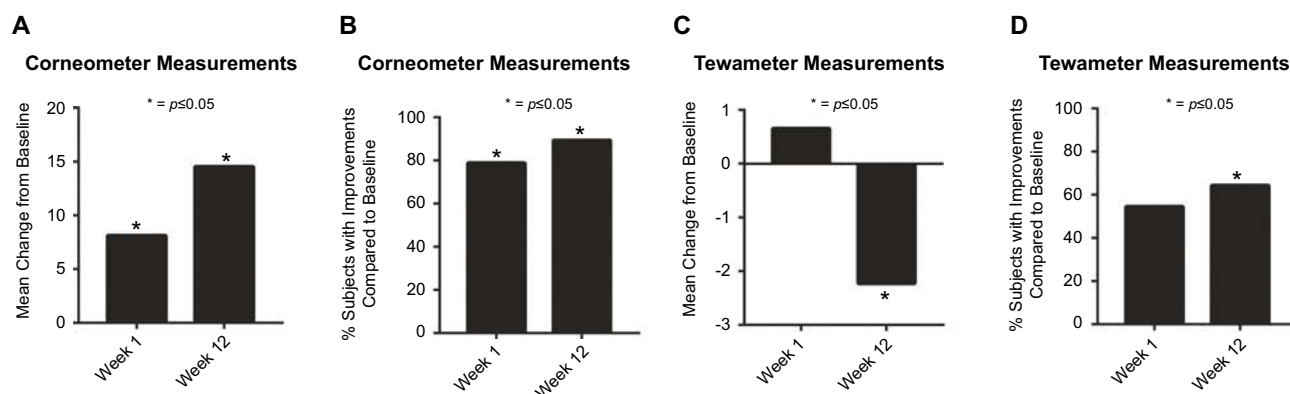 A
Corneometer Measurements
* = p≤0.05
Mean Change from Baseline
20
15
10
5
0
*
*
Week 1
Week 12
B
Corneometer Measurements
* = p≤0.05
% Subjects with Improvements
Compared to Baseline
100
80
60
40
20
0
*
*
Week 1
Week 12
C
Tewameter Measurements
* = p≤0.05
Mean Change from Baseline
1
0
-1
-2
-3
*
Week 1
Week 12
D
Tewameter Measurements
* = p≤0.05
% Subjects with Improvements
Compared to Baseline
100
80
60
40
20
0
*
Week 1
Week 12